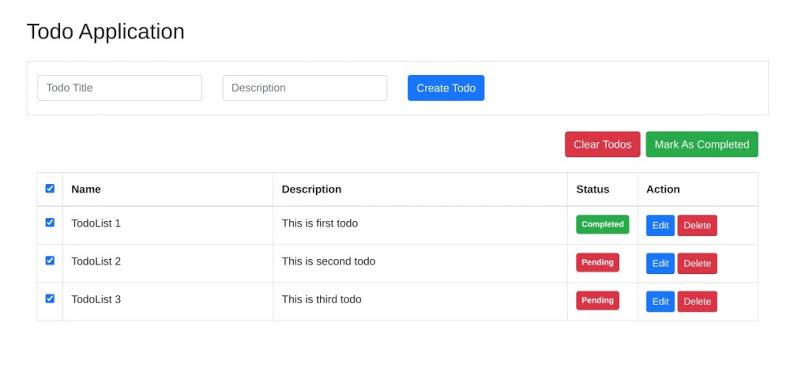 Todo Application
Todo Title Description Create Todo
Clear Todos Mark As Completed
Name Description Status Action
TodoList 1 This is first todo Completed Edit Delete
TodoList 2 This is second todo Pending Edit Delete
TodoList 3 This is third todo Pending Edit Delete